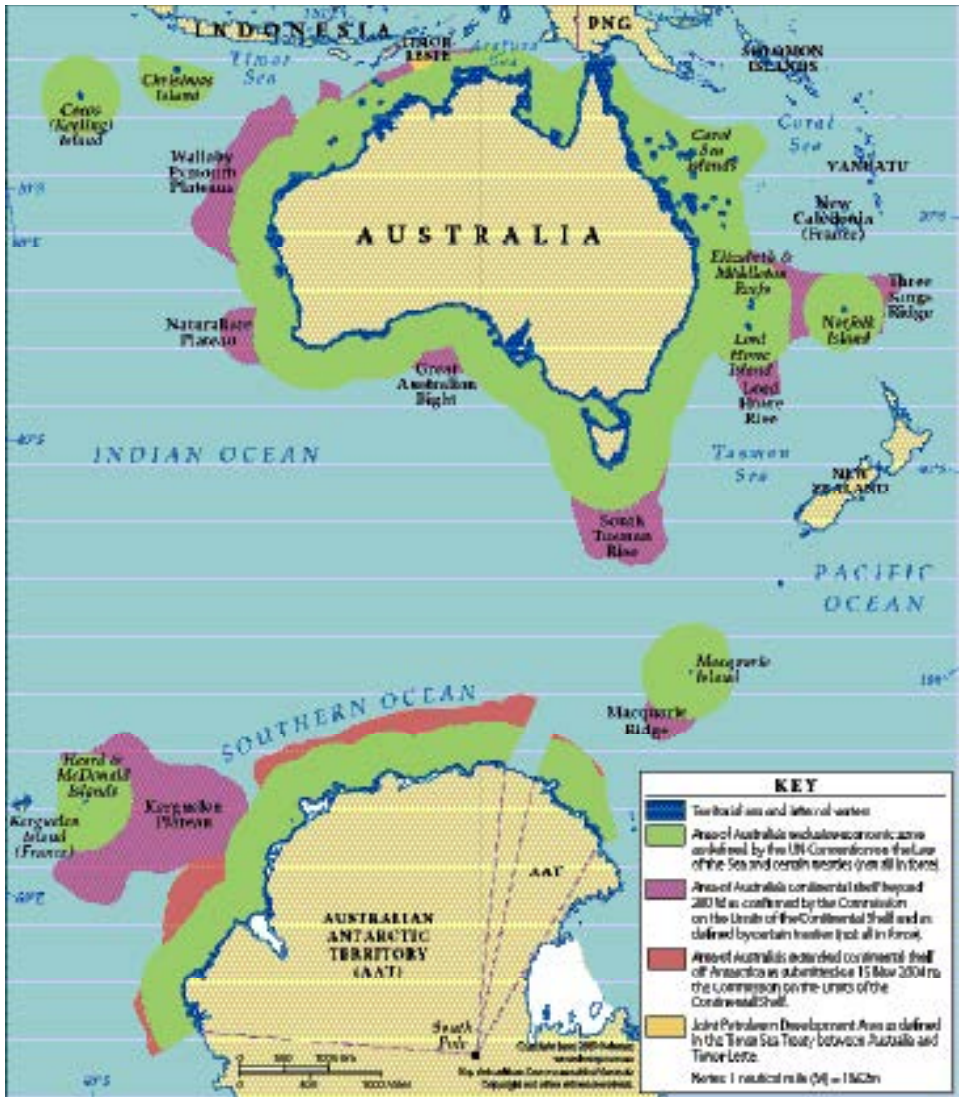 INDONESIA
PNG
TIMOR-
LESTE
Arafura
Sea
Timor
Sea
SOLOMON
ISLANDS
Christmas
Island
Cocos
(Keeling)
Island
Coral
Sea
Coral
Sea
Islands
VANUATU
Wallaby
Exmouth
Plateaus
New
Caledonia
(France)
20°S
AUSTRALIA
Elizabeth &
Middleton
Reefs
Three
Kings
Ridge
Norfolk
Island
Naturaliste
Plateau
Lord
Howe
Island
Great
Australian
Bight
Lord
Howe
Rise
40°S
INDIAN OCEAN
Tasman
Sea
NEW
ZEALAND
South
Tasman
Rise
PACIFIC
OCEAN
Macquarie
Island
Macquarie
Ridge
SOUTHERN OCEAN
Heard &
McDonald
Islands
Kerguelen
Plateau
Kerguelen
Island
(France)
AAT
AUSTRALIAN
ANTARCTIC
TERRITORY
(AAT)
South
Pole
60°S
KEY
Territorial sea and internal waters
Area of Australia's exclusive economic zone
as defined by the UN Convention on the Law
of the Sea and certain treaties (not all in force).
Area of Australia's continental shelf beyond
200 M as confirmed by the Commission
on the Limits of the Continental Shelf and as
defined by certain treaties (not all in force).
Area of Australia's extended continental shelf
off Antarctica as submitted on 15 Nov 2004 to
the Commission on the Limits of the
Continental Shelf.
Joint Petroleum Development Area as defined
in the Timor Sea Treaty between Australia and
Timor-Leste.
Notes: 1 nautical mile (M) = 1852m